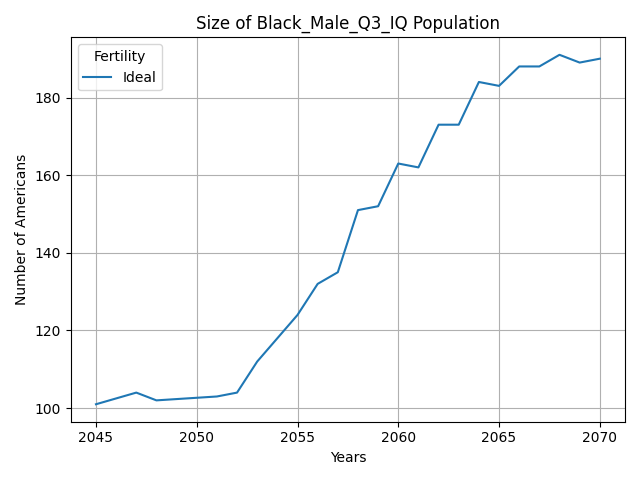 Size of Black_Male_Q3_IQ Population
Fertility
Ideal
Number of Americans
180
160
140
120
100
2045 2050 2055 2060 2065 2070
Years